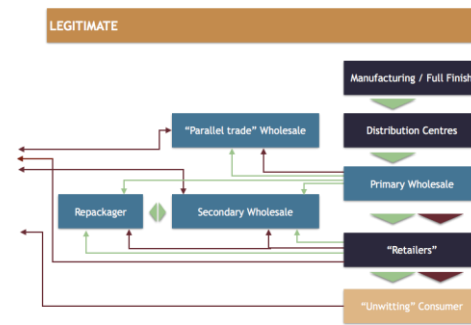 LEGITIMATE
Manufacturing / Full Finish
"Parallel trade" Wholesale
Distribution Centres
Primary Wholesale
Repackager
Secondary Wholesale
"Retailers"
"Unwitting" Consumer